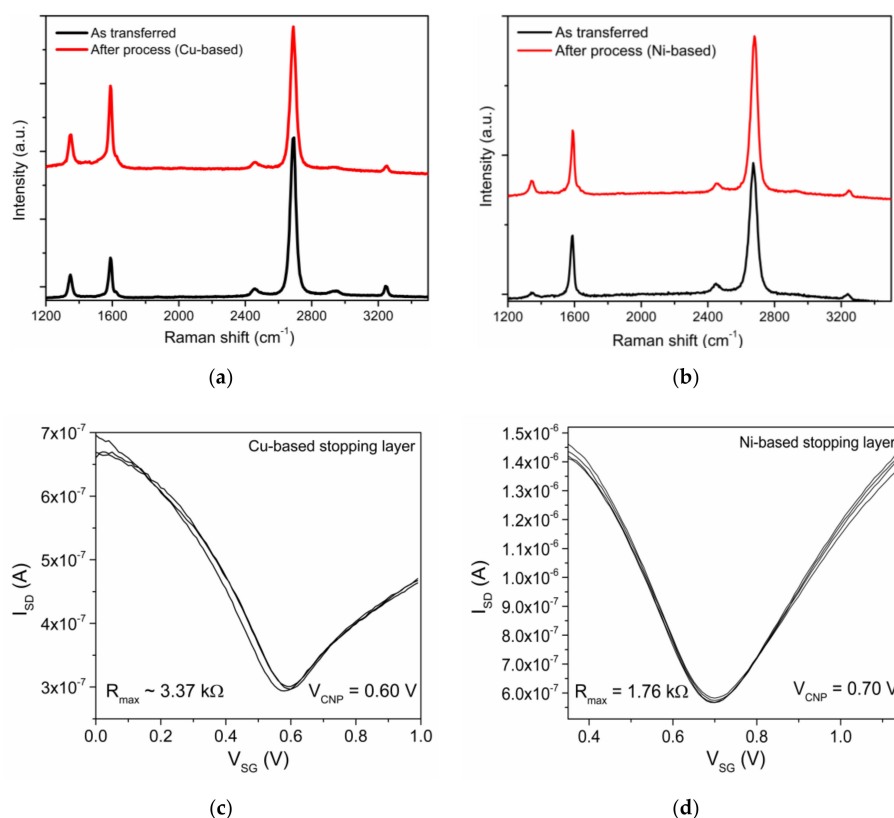 As transferred
After process (Cu-based)
Intensity (a.u.)
1200 1600 2000 2400 2800 3200
Raman shift (cm⁻¹)
(a)
As transferred
After process (Ni-based)
Intensity (a.u.)
1200 1600 2000 2400 2800 3200
Raman shift (cm⁻¹)
(b)
Cu-based stopping layer
7x10⁻⁷
6x10⁻⁷
5x10⁻⁷
4x10⁻⁷
3x10⁻⁷
I_SD (A)
R_max ~ 3.37 kΩ
V_CNP = 0.60 V
0.0 0.2 0.4 0.6 0.8 1.0
V_SG (V)
(c)
Ni-based stopping layer
1.5x10⁻⁶
1.4x10⁻⁶
1.3x10⁻⁶
1.2x10⁻⁶
1.1x10⁻⁶
1.0x10⁻⁶
9.0x10⁻⁷
8.0x10⁻⁷
7.0x10⁻⁷
6.0x10⁻⁷
I_SD (A)
R_max = 1.76 kΩ
V_CNP = 0.70 V
0.4 0.6 0.8 1.0
V_SG (V)
(d)